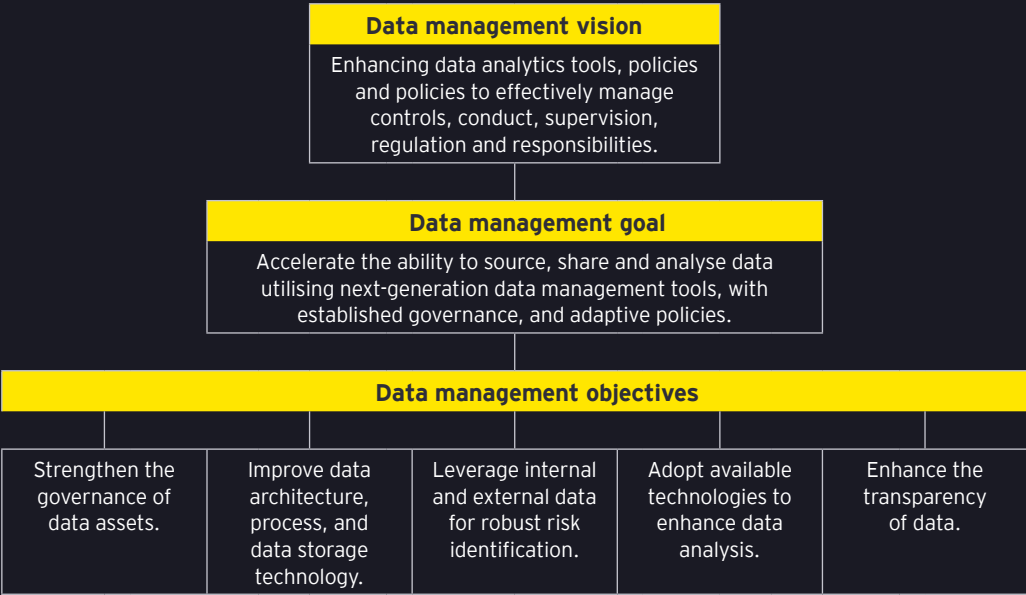 Data management vision
Enhancing data analytics tools, policies
and policies to effectively manage
controls, conduct, supervision,
regulation and responsibilities.
Data management goal
Accelerate the ability to source, share and analyse data
utilising next-generation data management tools, with
established governance, and adaptive policies.
Data management objectives
Strengthen the
governance of
data assets.
Improve data
architecture,
process, and
data storage
technology.
Leverage internal
and external data
for robust risk
identification.
Adopt available
technologies to
enhance data
analysis.
Enhance the
transparency
of data.